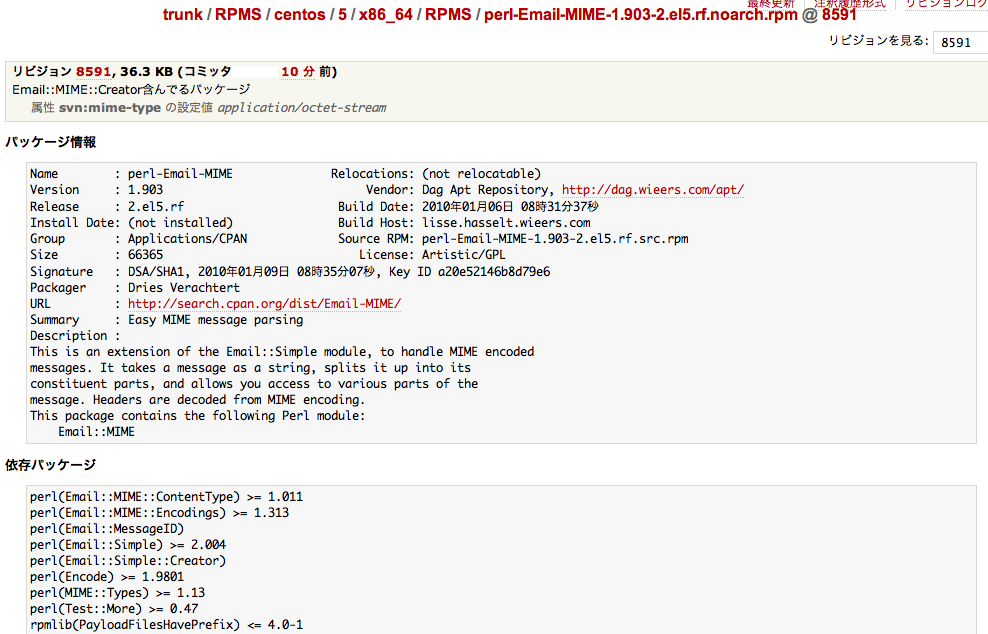 最終更新 注釈履歴形式 リビジョンログ
trunk / RPMS / centos / 5 / x86_64 / RPMS / perl-Email-MIME-1.903-2.el5.rf.noarch.rpm @ 8591
リビジョンを見る: 8591
リビジョン 8591, 36.3 KB (コミッタ 10 分 前)
Email::MIME::Creator含んでるパッケージ
属性 svn:mime-type の設定値 application/octet-stream
パッケージ情報
Name : perl-Email-MIME Relocations: (not relocatable)
Version : 1.903 Vendor: Dag Apt Repository, http://dag.wieers.com/apt/
Release : 2.el5.rf Build Date: 2010年01月06日 08時31分37秒
Install Date: (not installed) Build Host: lisse.hasselt.wieers.com
Group : Applications/CPAN Source RPM: perl-Email-MIME-1.903-2.el5.rf.src.rpm
Size : 66365 License: Artistic/GPL
Signature : DSA/SHA1, 2010年01月09日 08時35分07秒, Key ID a20e52146b8d79e6
Packager : Dries Verachtert
URL : http://search.cpan.org/dist/Email-MIME/
Summary : Easy MIME message parsing
Description :
This is an extension of the Email::Simple module, to handle MIME encoded
messages. It takes a message as a string, splits it up into its
constituent parts, and allows you access to various parts of the
message. Headers are decoded from MIME encoding.
This package contains the following Perl module:
Email::MIME
依存パッケージ
perl(Email::MIME::ContentType) >= 1.011
perl(Email::MIME::Encodings) >= 1.313
perl(Email::MessageID)
perl(Email::Simple) >= 2.004
perl(Email::Simple::Creator)
perl(Encode) >= 1.9801
perl(MIME::Types) >= 1.13
perl(Test::More) >= 0.47
rpmlib(PayloadFilesHavePrefix) <= 4.0-1